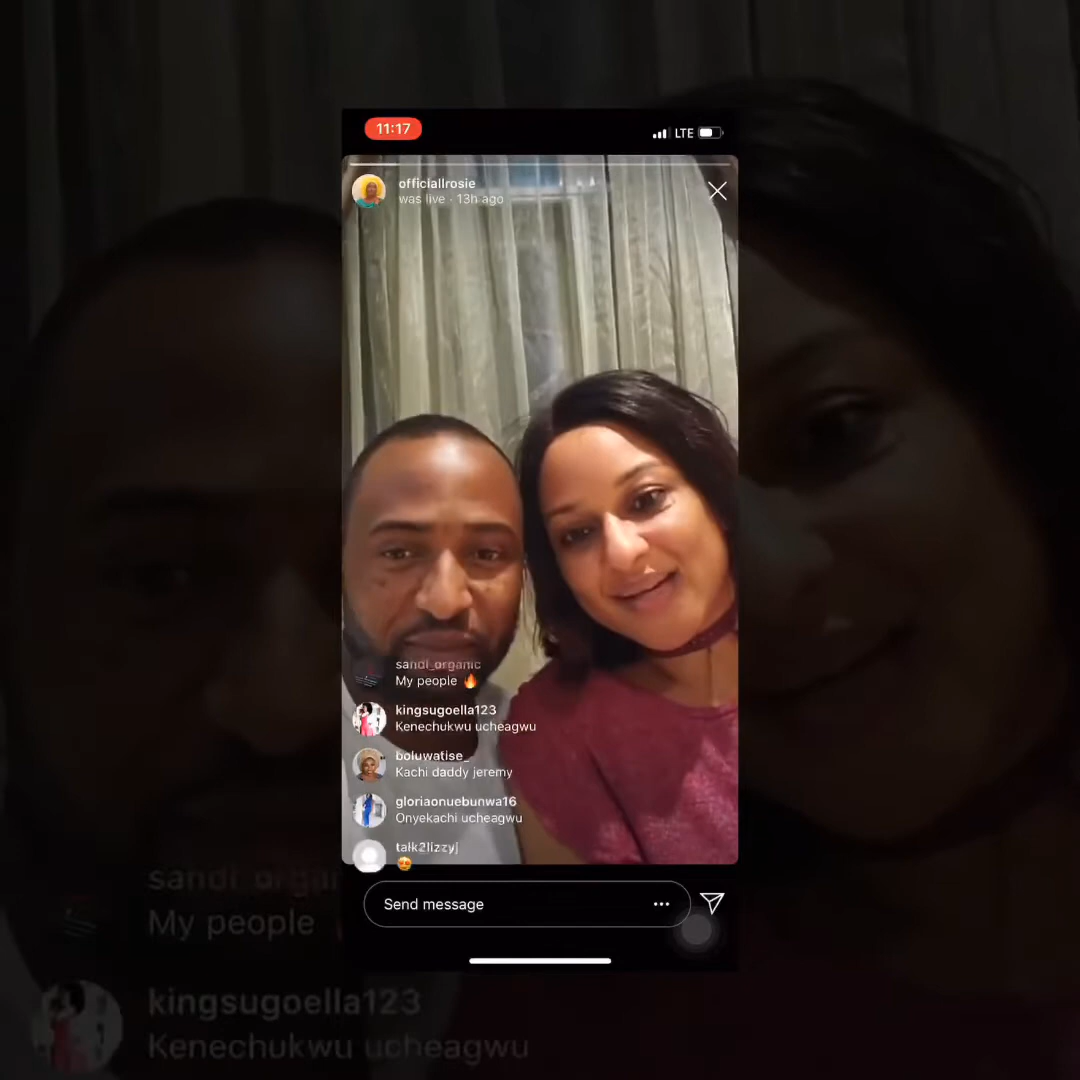 11:17
LTE
officiallrosie
was live · 13h ago
sandi_organic
My people 🔥
kingsugoella123
Kenechukwu ucheagwu
boluwatise_
Kachi daddy jeremy
gloriaonuebunwa16
Onyekachi ucheagwu
talk2lizzyj
😍
Send message
sandi_organ
My people
kingsugoella123
Kenechukwu ucheagwu